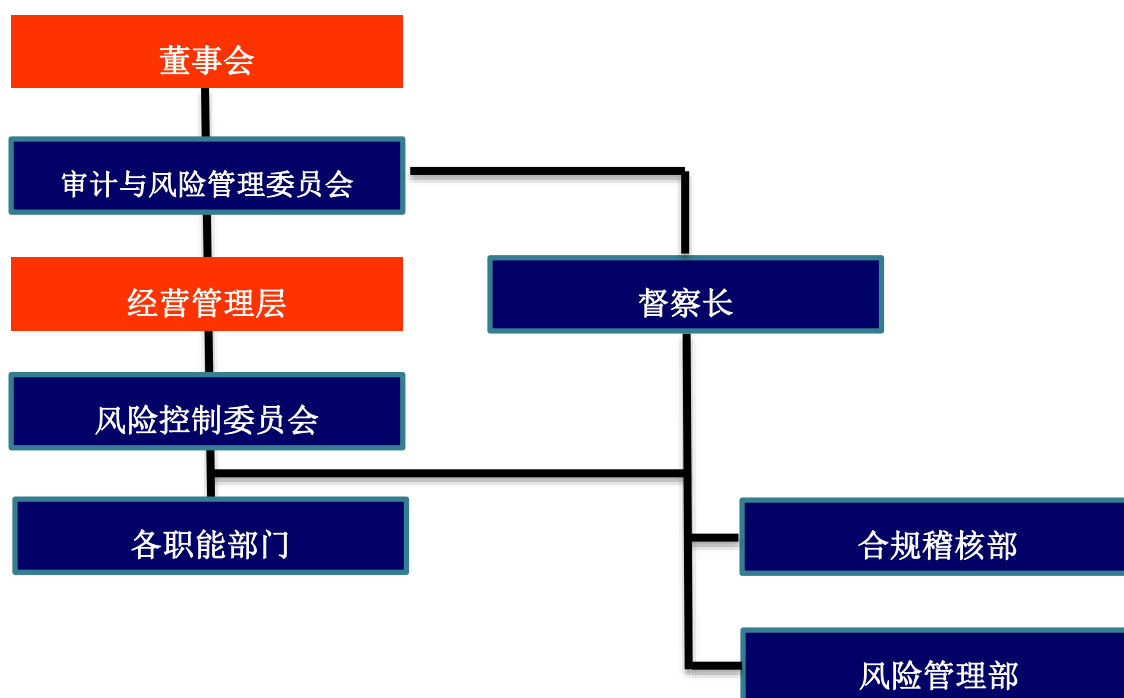 董事会
审计与风险管理委员会
经营管理层
督察长
风险控制委员会
各职能部门
合规稽核部
风险管理部